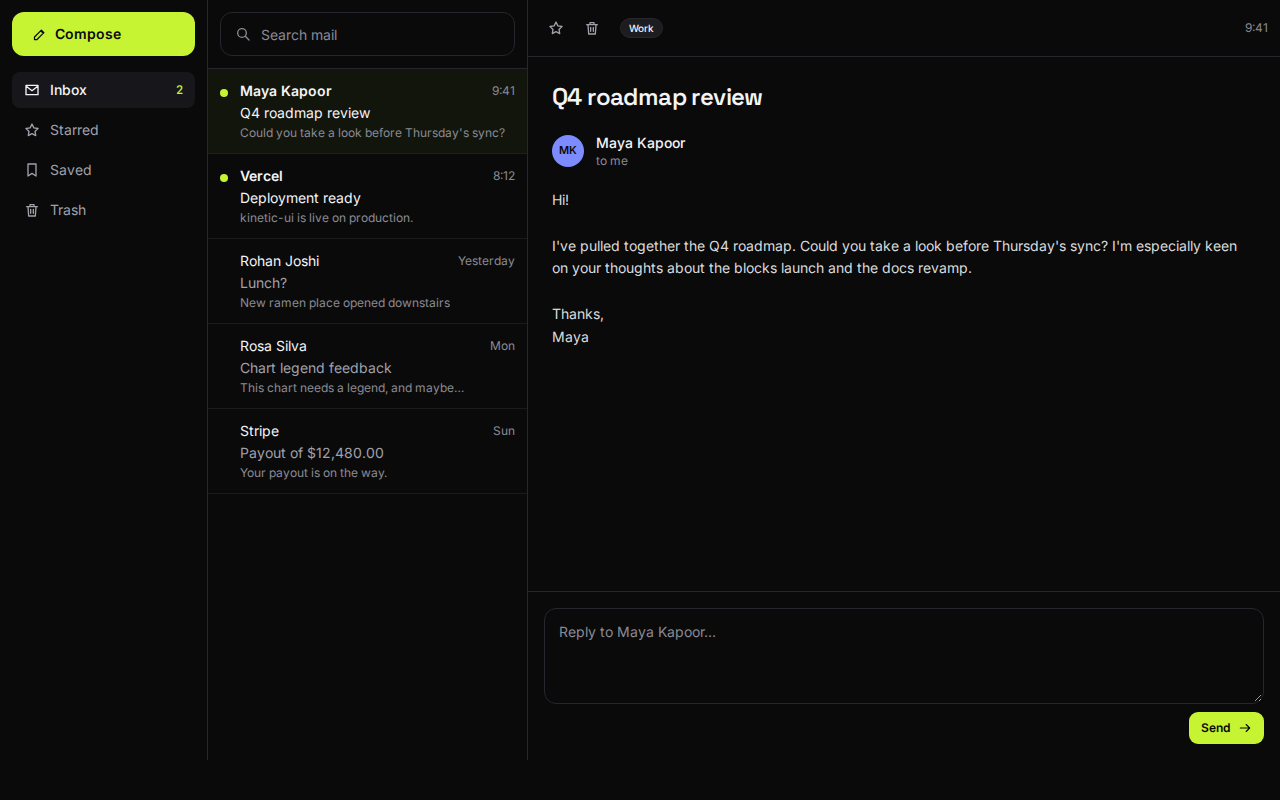 Compose
Inbox 2
Starred
Saved
Trash
Search mail
Maya Kapoor 9:41
Q4 roadmap review
Could you take a look before Thursday's sync?
Vercel 8:12
Deployment ready
kinetic-ui is live on production.
Rohan Joshi Yesterday
Lunch?
New ramen place opened downstairs
Rosa Silva Mon
Chart legend feedback
This chart needs a legend, and maybe…
Stripe Sun
Payout of $12,480.00
Your payout is on the way.
Work 9:41
Q4 roadmap review
MK
Maya Kapoor
to me
Hi!
I've pulled together the Q4 roadmap. Could you take a look before Thursday's sync? I'm especially keen
on your thoughts about the blocks launch and the docs revamp.
Thanks,
Maya
Reply to Maya Kapoor…
Send